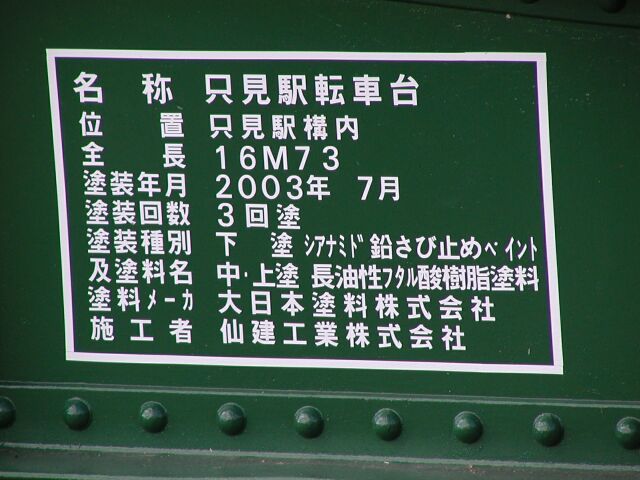 名称 只見駅転車台
位置 只見駅構内
全長 16M73
塗装年月 2003年 7月
塗装回数 3回塗
塗装種別 下 塗 シアナミド鉛さび止めペイント
及塗料名 中・上塗 長油性フタル酸樹脂塗料
塗料メーカ 大日本塗料株式会社
施工者 仙建工業株式会社